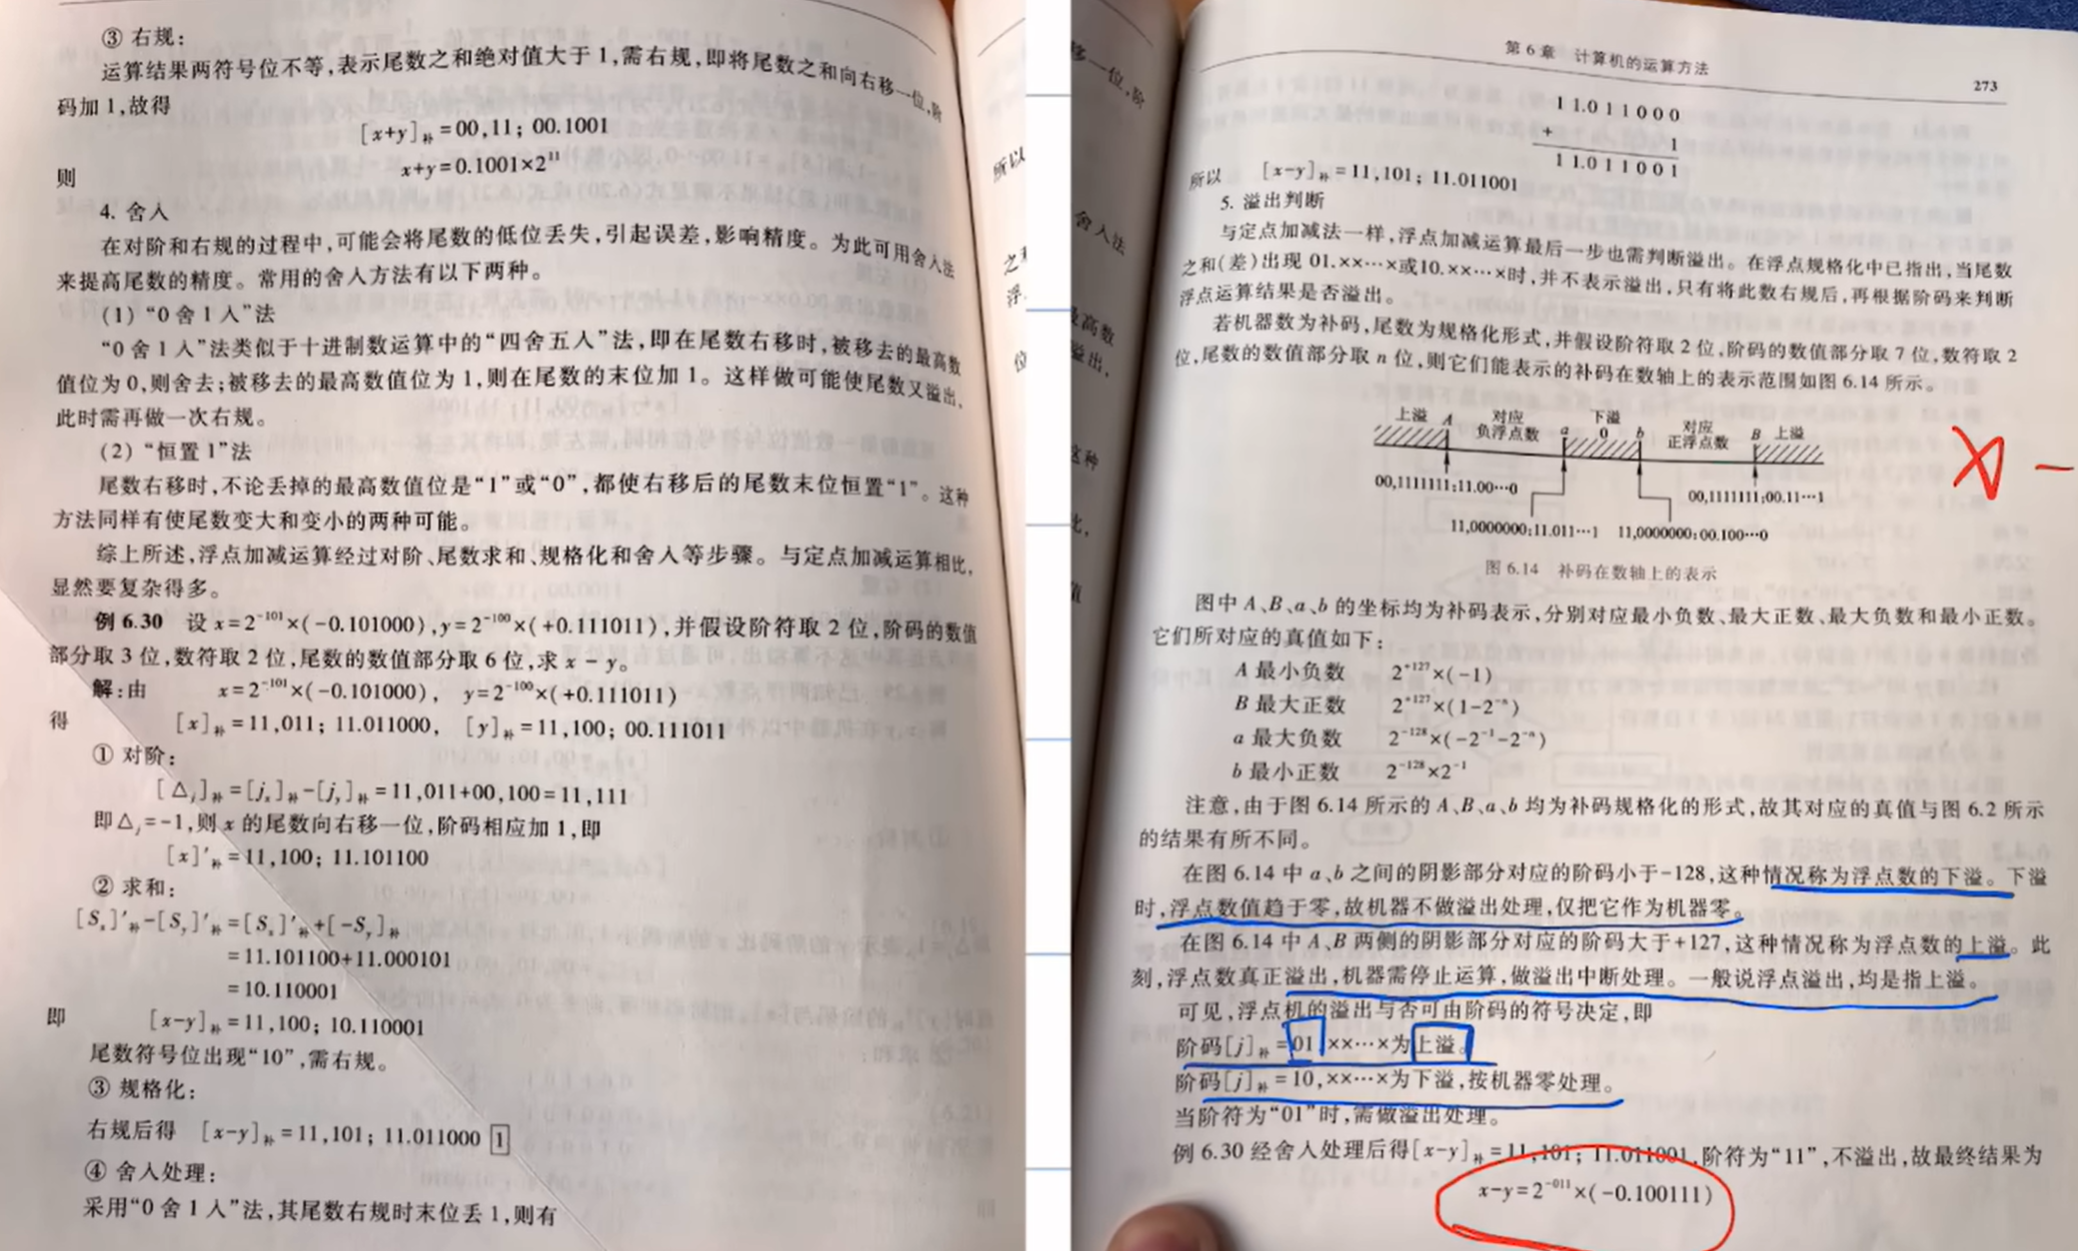 ③ 右规:
运算结果两符号位不等,表示尾数之和绝对值大于1,需右规,即将尾数之和向右移一位,阶
码加1,故得
[x+y]补=00,11; 00.1001
则
x+y=0.1001×2^11
4. 舍入
在对阶和右规的过程中,可能会将尾数的低位丢失,引起误差,影响精度。为此可用舍入法
来提高尾数的精度。常用的舍入方法有以下两种。
(1)“0舍1入”法
“0舍1入”法类似于十进制数运算中的“四舍五入”法,即在尾数右移时,被移去的最高数
值位为0,则舍去;被移去的最高数值位为1,则在尾数的末位加1。这样做可能使尾数又溢出,
此时需再做一次右规。
(2)“恒置1”法
尾数右移时,不论丢掉的最高数值位是“1”或“0”,都使右移后的尾数末位恒置“1”。这种
方法同样有使尾数变大和变小的两种可能。
综上所述,浮点加减运算经过对阶、尾数求和、规格化和舍入等步骤。与定点加减运算相比,
显然要复杂得多。
例6.30 设x=2^-101×(-0.101000),y=2^-100×(+0.111011),并假设阶符取2位,阶码的数值
部分取3位,数符取2位,尾数的数值部分取6位,求x-y。
解:由 x=2^-101×(-0.101000), y=2^-100×(+0.111011)
得 [x]补=11,011; 11.011000, [y]补=11,100; 00.111011
① 对阶:
[Δj]补=[jx]补-[jy]补=11,011+00,100=11,111
即Δj=-1,则x的尾数向右移一位,阶码相应加1,即
[x]'补=11,100; 11.101100
② 求和:
[Sx]'补-[Sy]'补=[Sx]'补+[-Sy]补
=11.101100+11.000101
=10.110001
即 [x-y]补=11,100; 10.110001
尾数符号位出现“10”,需右规。
③ 规格化:
右规后得 [x-y]补=11,101; 11.011000 1
④ 舍入处理:
采用“0舍1入”法,其尾数右规时末位丢1,则有
所以
移一位,阶
舍入法
最高数
溢出,
这种
第6章 计算机的运算方法
273
11.011000
+ 1
11.011001
所以 [x-y]补=11,101; 11.011001
5. 溢出判断
与定点加减法一样,浮点加减运算最后一步也需判断溢出。在浮点规格化中已指出,当尾数
之和(差)出现01.××…×或10.××…×时,并不表示溢出,只有将此数右规后,再根据阶码来判断
浮点运算结果是否溢出。
若机器数为补码,尾数为规格化形式,并假设阶符取2位,阶码的数值部分取7位,数符取2
位,尾数的数值部分取n位,则它们能表示的补码在数轴上的表示范围如图6.14所示。
上溢 A 对应 下溢 对应 B 上溢
负浮点数 a 0 b 正浮点数
00,1111111;11.00…0 00,1111111;00.11…1
11,0000000;11.011…1 11,0000000;00.100…0
图6.14 补码在数轴上的表示
图中A、B、a、b的坐标均为补码表示,分别对应最小负数、最大正数、最大负数和最小正数。
它们所对应的真值如下:
A 最小负数 2^+127×(-1)
B 最大正数 2^+127×(1-2^-n)
a 最大负数 2^-128×(-2^-1-2^-n)
b 最小正数 2^-128×2^-1
注意,由于图6.14所示的A、B、a、b均为补码规格化的形式,故其对应的真值与图6.2所示
的结果有所不同。
在图6.14中a、b之间的阴影部分对应的阶码小于-128,这种情况称为浮点数的下溢。下溢
时,浮点数值趋于零,故机器不做溢出处理,仅把它作为机器零。
在图6.14中A、B两侧的阴影部分对应的阶码大于+127,这种情况称为浮点数的上溢。此
刻,浮点数真正溢出,机器需停止运算,做溢出中断处理。一般说浮点溢出,均是指上溢。
可见,浮点机的溢出与否可由阶码的符号决定,即
阶码[j]补=01,××…×为上溢。
阶码[j]补=10,××…×为下溢,按机器零处理。
当阶符为“01”时,需做溢出处理。
例6.30经舍入处理后得[x-y]补=11,101; 11.011001,阶符为“11”,不溢出,故最终结果为
x-y=2^-011×(-0.100111)